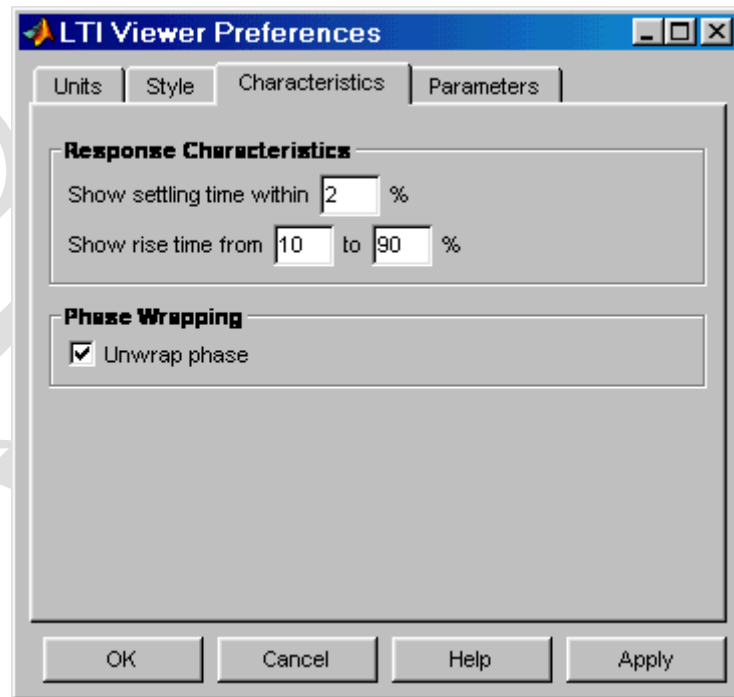 LTI Viewer Preferences
Units Style Characteristics Parameters
Response Characteristics
Show settling time within 2 %
Show rise time from 10 to 90 %
Phase Wrapping
Unwrap phase
OK Cancel Help Apply